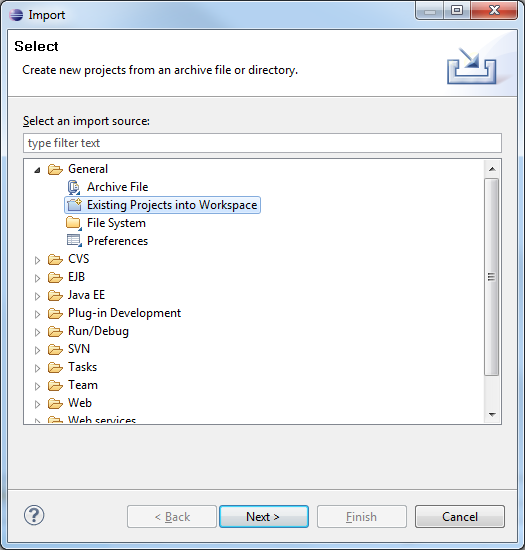 Import
Select
Create new projects from an archive file or directory.
Select an import source:
type filter text
General
Archive File
Existing Projects into Workspace
File System
Preferences
CVS
EJB
Java EE
Plug-in Development
Run/Debug
SVN
Tasks
Team
Web
Web services
?
< Back
Next >
Finish
Cancel